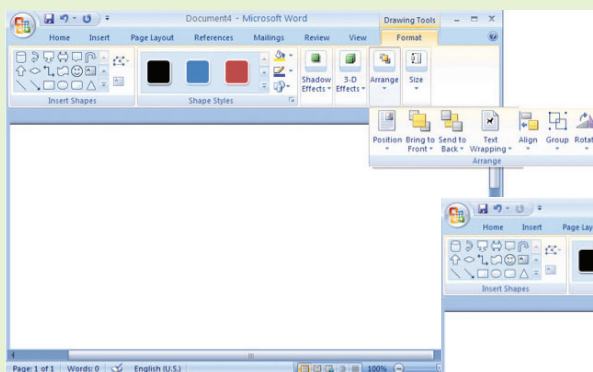 Document4 - Microsoft Word
Drawing Tools
Home Insert Page Layout References Mailings Review View Format
Shadow Effects
3-D Effects
Arrange
Size
Insert Shapes
Shape Styles
Position
Bring to Front
Send to Back
Text Wrapping
Align
Group
Rotat
Arrange
Home Insert Page Lay
Insert Shapes
Page: 1 of 1 Words: 0 English (U.S.) 100%